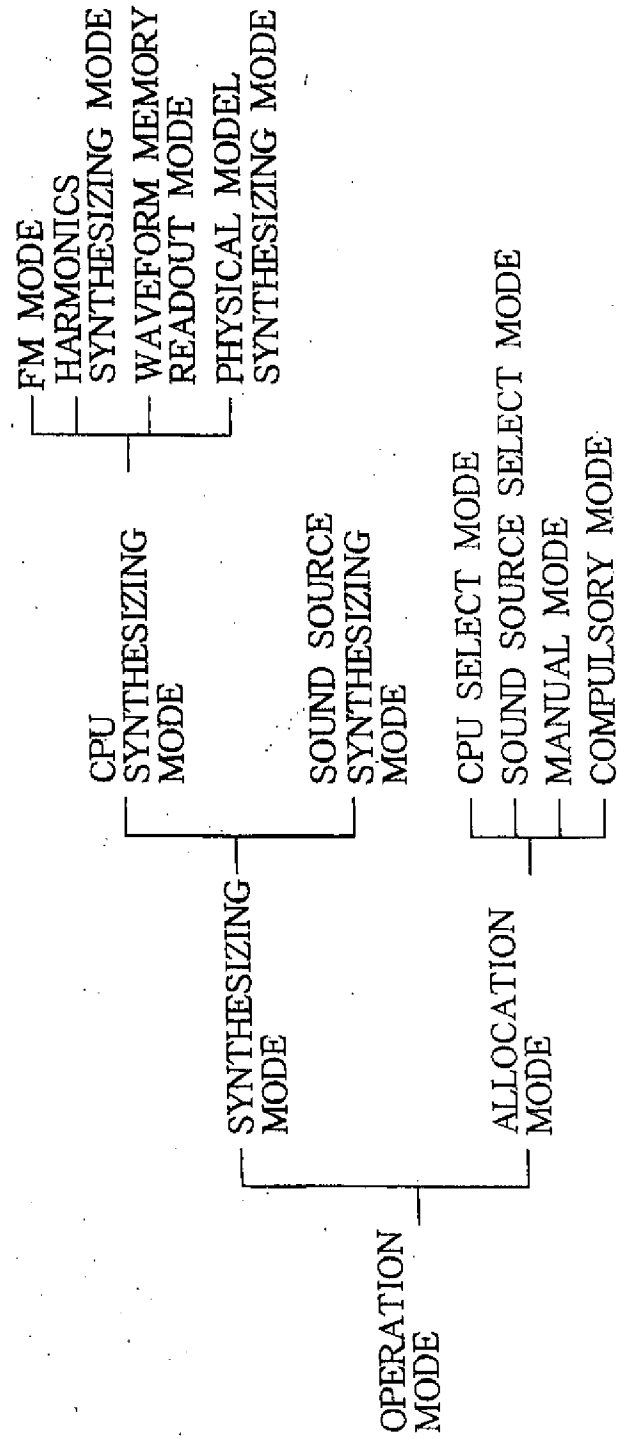 OPERATION
MODE
SYNTHESIZING
MODE
CPU
SYNTHESIZING
MODE
FM MODE
HARMONICS
SYNTHESIZING MODE
WAVEFORM MEMORY
READOUT MODE
PHYSICAL MODEL
SYNTHESIZING MODE
SOUND SOURCE
SYNTHESIZING
MODE
ALLOCATION
MODE
CPU SELECT MODE
SOUND SOURCE SELECT MODE
MANUAL MODE
COMPULSORY MODE